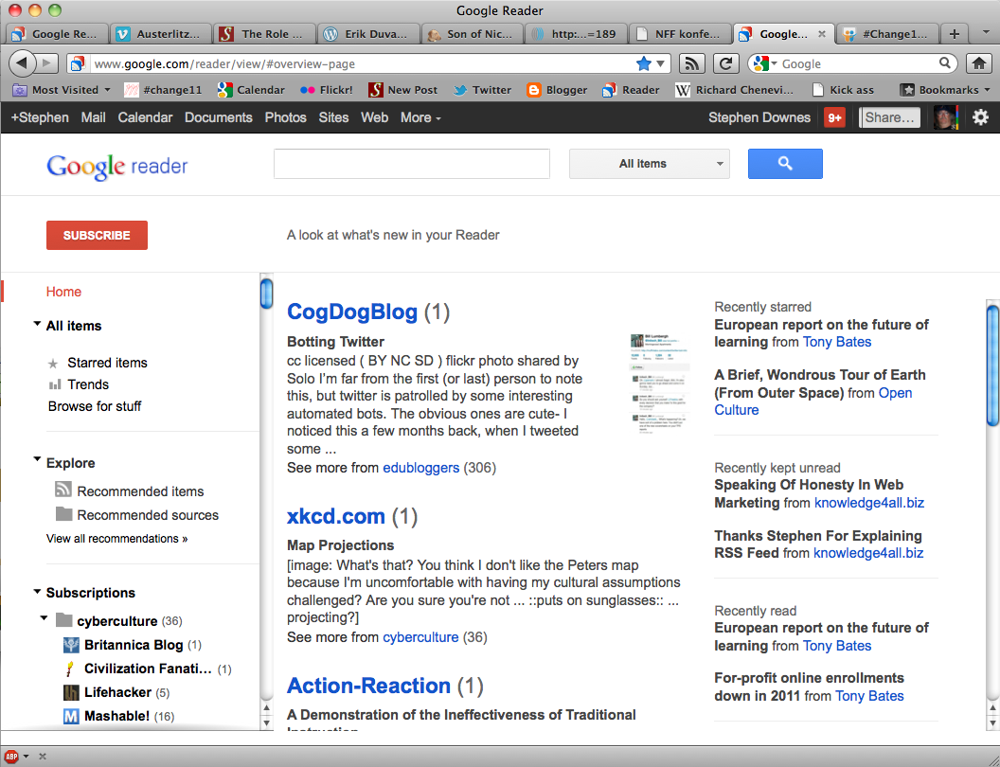 Google Reader
Google Re...
Austerlitz...
The Role ...
Erik Duva...
Son of Nic...
http:...=189
NFF konfe...
Google...
#Change1...
www.google.com/reader/view/#overview-page
Google
Most Visited
#change11
Calendar
Flickr!
New Post
Twitter
Blogger
Reader
Richard Chenevi...
Kick ass
Bookmarks
+Stephen Mail Calendar Documents Photos Sites Web More
Stephen Downes 9+ Share...
Google reader
All items
SUBSCRIBE
A look at what's new in your Reader
Home
All items
Starred items
Trends
Browse for stuff
Explore
Recommended items
Recommended sources
View all recommendations »
Subscriptions
cyberculture (36)
Britannica Blog (1)
Civilization Fanati... (1)
Lifehacker (5)
Mashable! (16)
CogDogBlog (1)
Botting Twitter
cc licensed ( BY NC SD ) flickr photo shared by
Solo I'm far from the first (or last) person to note
this, but twitter is patrolled by some interesting
automated bots. The obvious ones are cute- I
noticed this a few months back, when I tweeted
some ...
See more from edubloggers (306)
xkcd.com (1)
Map Projections
[image: What's that? You think I don't like the Peters map
because I'm uncomfortable with having my cultural assumptions
challenged? Are you sure you're not ... ::puts on sunglasses:: ...
projecting?]
See more from cyberculture (36)
Action-Reaction (1)
A Demonstration of the Ineffectiveness of Traditional
Instruction
Recently starred
European report on the future of
learning from Tony Bates
A Brief, Wondrous Tour of Earth
(From Outer Space) from Open
Culture
Recently kept unread
Speaking Of Honesty In Web
Marketing from knowledge4all.biz
Thanks Stephen For Explaining
RSS Feed from knowledge4all.biz
Recently read
European report on the future of
learning from Tony Bates
For-profit online enrollments
down in 2011 from Tony Bates
ABP